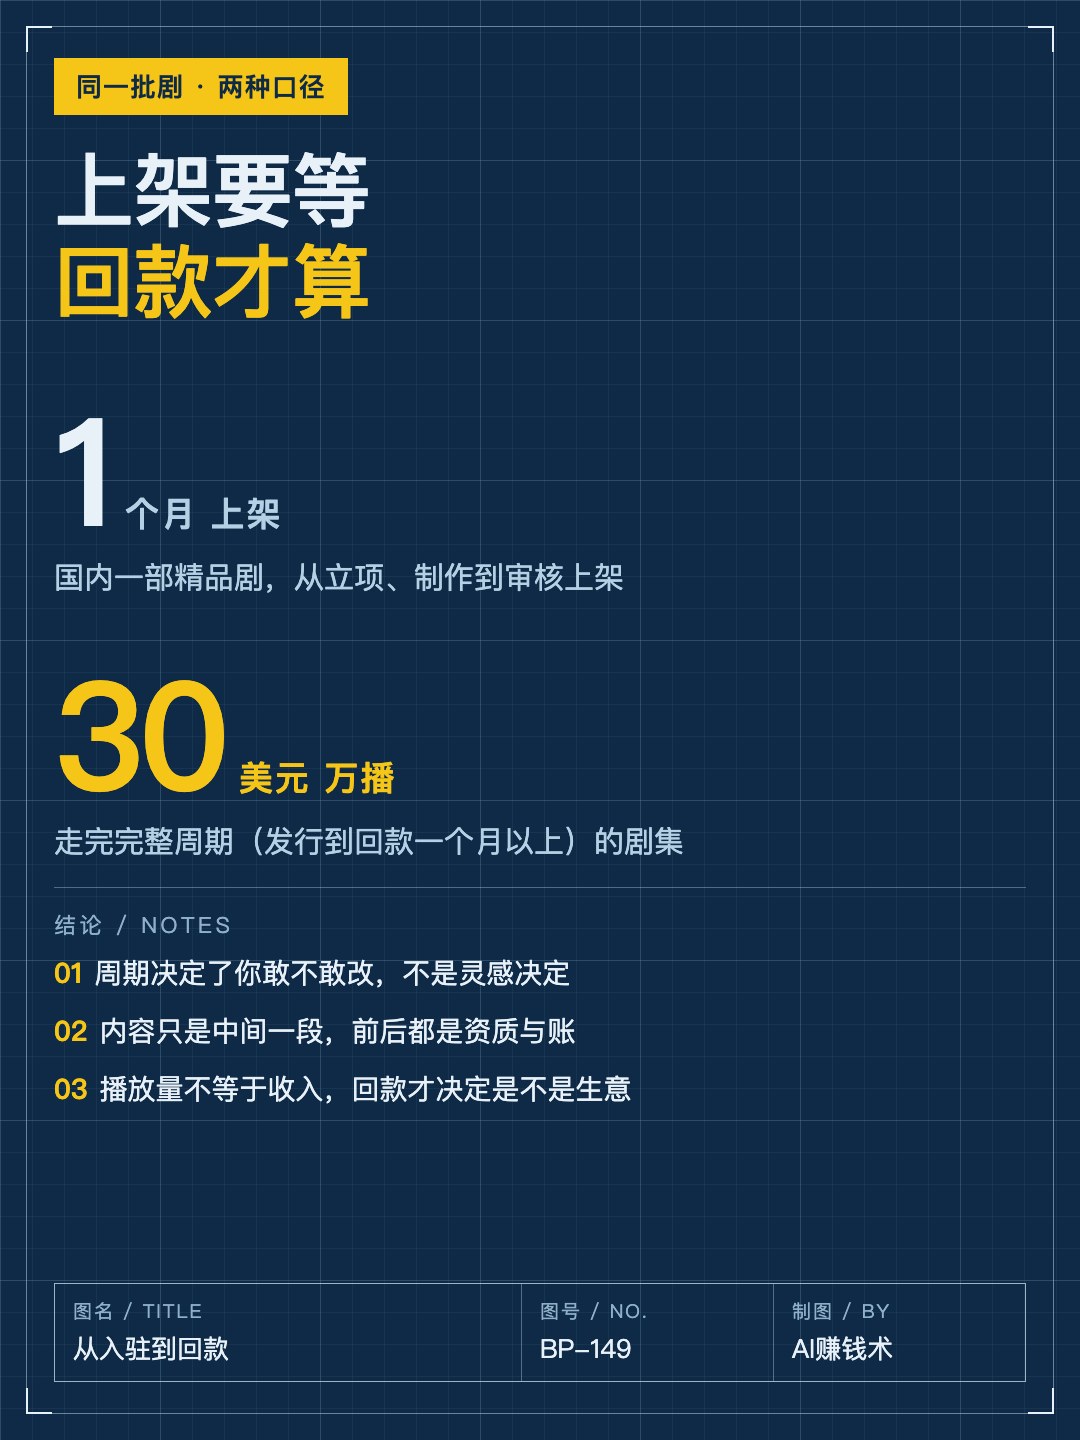 同一批剧 · 两种口径
上架要等
回款才算
1个月 上架
国内一部精品剧，从立项、制作到审核上架
30美元 万播
走完完整周期（发行到回款一个月以上）的剧集
结论 / NOTES
01 周期决定了你敢不敢改，不是灵感决定
02 内容只是中间一段，前后都是资质与账
03 播放量不等于收入，回款才决定是不是生意
图名 / TITLE
从入驻到回款
图号 / NO.
BP-149
制图 / BY
AI赚钱术